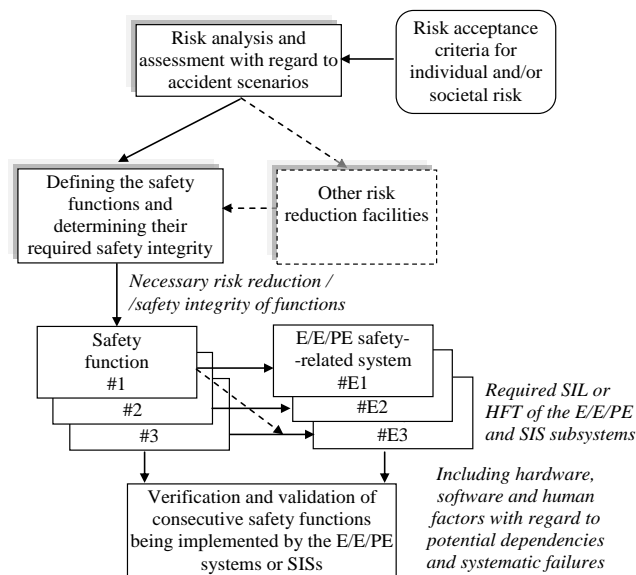 Risk analysis and
assessment with regard to
accident scenarios
Risk acceptance
criteria for
individual and/or
societal risk
Defining the safety
functions and
determining their
required safety integrity
Other risk
reduction facilities
Necessary risk reduction /
/safety integrity of functions
Safety
function
#1
#2
#3
E/E/PE safety-
-related system
#E1
#E2
#E3
Required SIL or
HFT of the E/E/PE
and SIS subsystems
Verification and validation of
consecutive safety functions
being implemented by the E/E/PE
systems or SISs
Including hardware,
software and human
factors with regard to
potential dependencies
and systematic failures